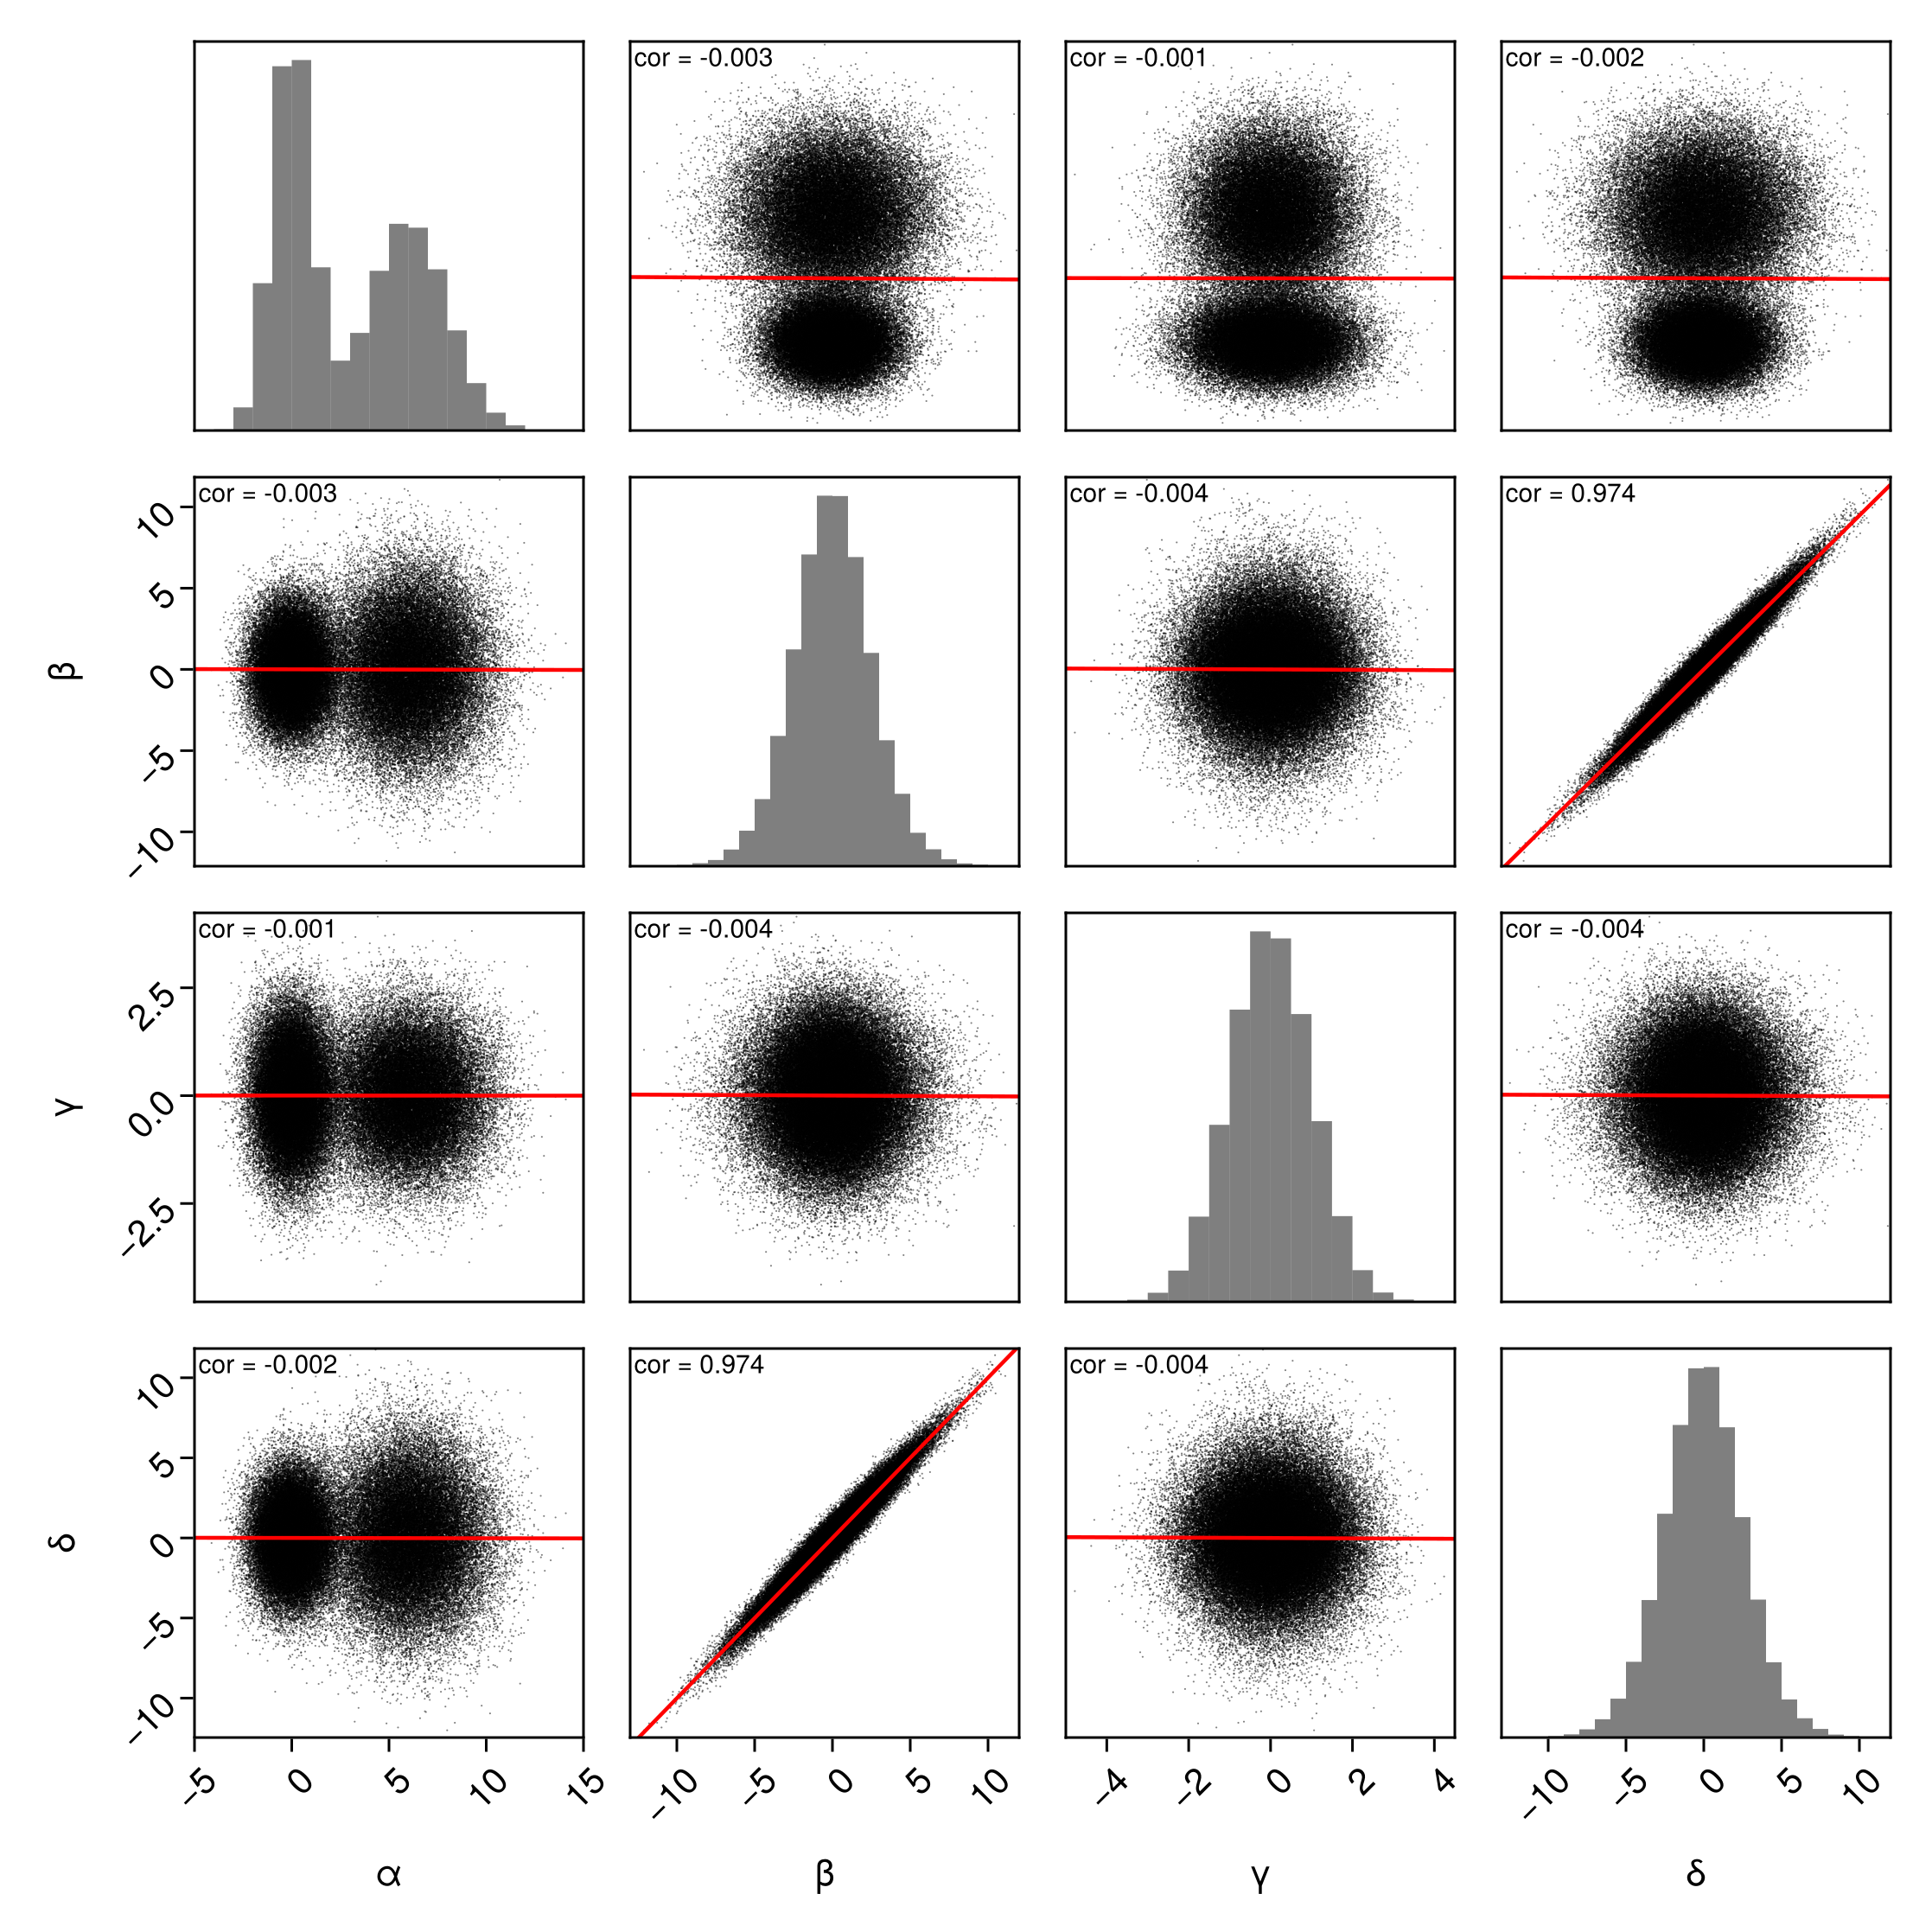 cor = -0.003
cor = -0.001
cor = -0.002
β
10
5
0
−5
−10
cor = -0.003
cor = -0.004
cor = 0.974
γ
2.5
0.0
−2.5
cor = -0.001
cor = -0.004
cor = -0.004
δ
10
5
0
−5
−10
cor = -0.002
cor = 0.974
cor = -0.004
−5 0 5 10 15
−10 −5 0 5 10
−4 −2 0 2 4
−10 −5 0 5 10
α β γ δ